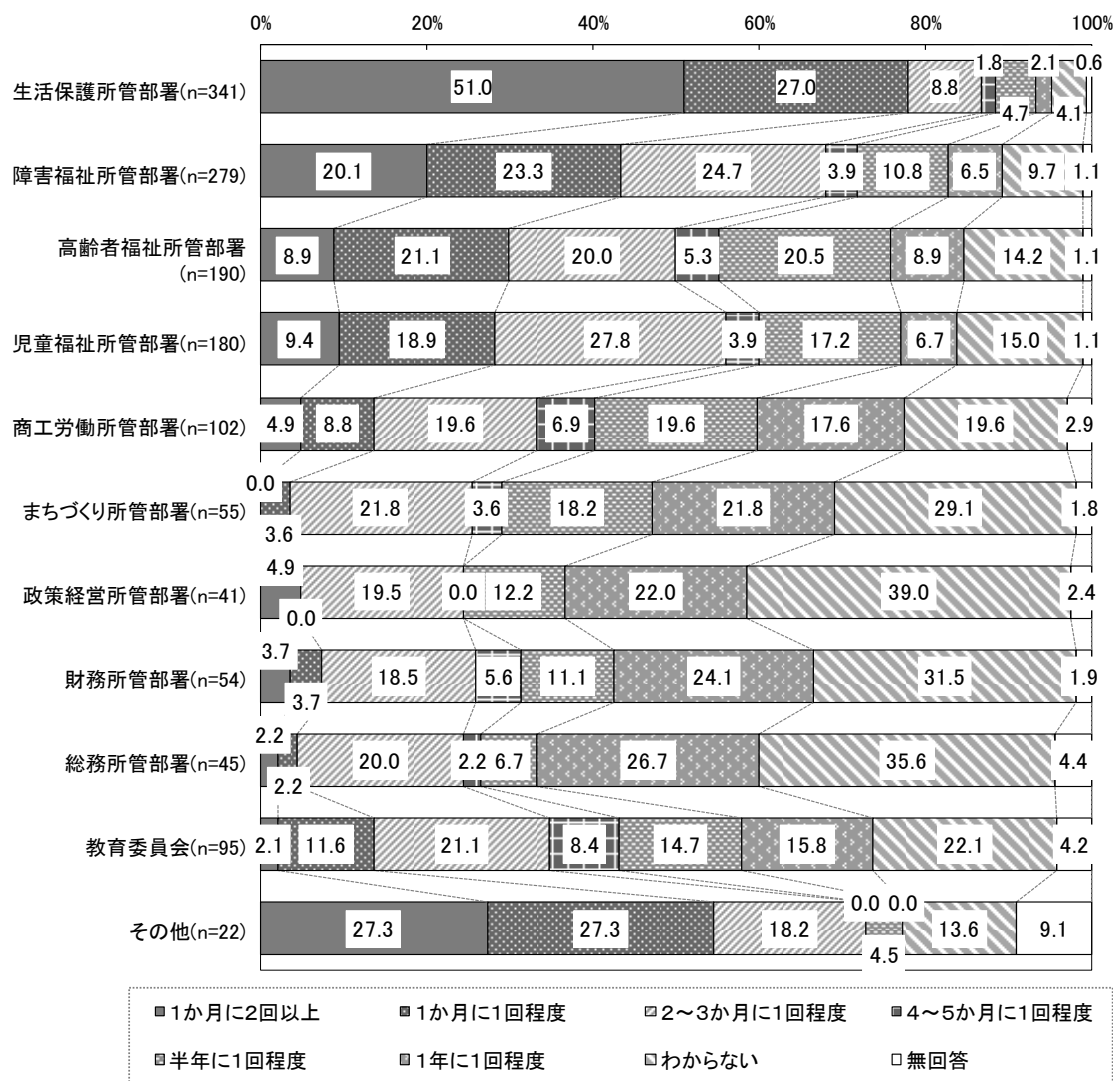 0% 20% 40% 60% 80% 100%
生活保護所管部署(n=341) 51.0 27.0 8.8 1.8 4.7 2.1 4.1 0.6
障害福祉所管部署(n=279) 20.1 23.3 24.7 3.9 10.8 6.5 9.7 1.1
高齢者福祉所管部署
(n=190) 8.9 21.1 20.0 5.3 20.5 8.9 14.2 1.1
児童福祉所管部署(n=180) 9.4 18.9 27.8 3.9 17.2 6.7 15.0 1.1
商工労働所管部署(n=102) 4.9 8.8 19.6 6.9 19.6 17.6 19.6 2.9
まちづくり所管部署(n=55) 0.0 3.6 21.8 3.6 18.2 21.8 29.1 1.8
政策経営所管部署(n=41) 4.9 0.0 19.5 0.0 12.2 22.0 39.0 2.4
財務所管部署(n=54) 3.7 3.7 18.5 5.6 11.1 24.1 31.5 1.9
総務所管部署(n=45) 2.2 2.2 20.0 2.2 6.7 26.7 35.6 4.4
教育委員会(n=95) 2.1 11.6 21.1 8.4 14.7 15.8 22.1 4.2
その他(n=22) 27.3 27.3 18.2 0.0 4.5 0.0 13.6 9.1
1か月に2回以上 1か月に1回程度 2～3か月に1回程度 4～5か月に1回程度
半年に1回程度 1年に1回程度 わからない 無回答